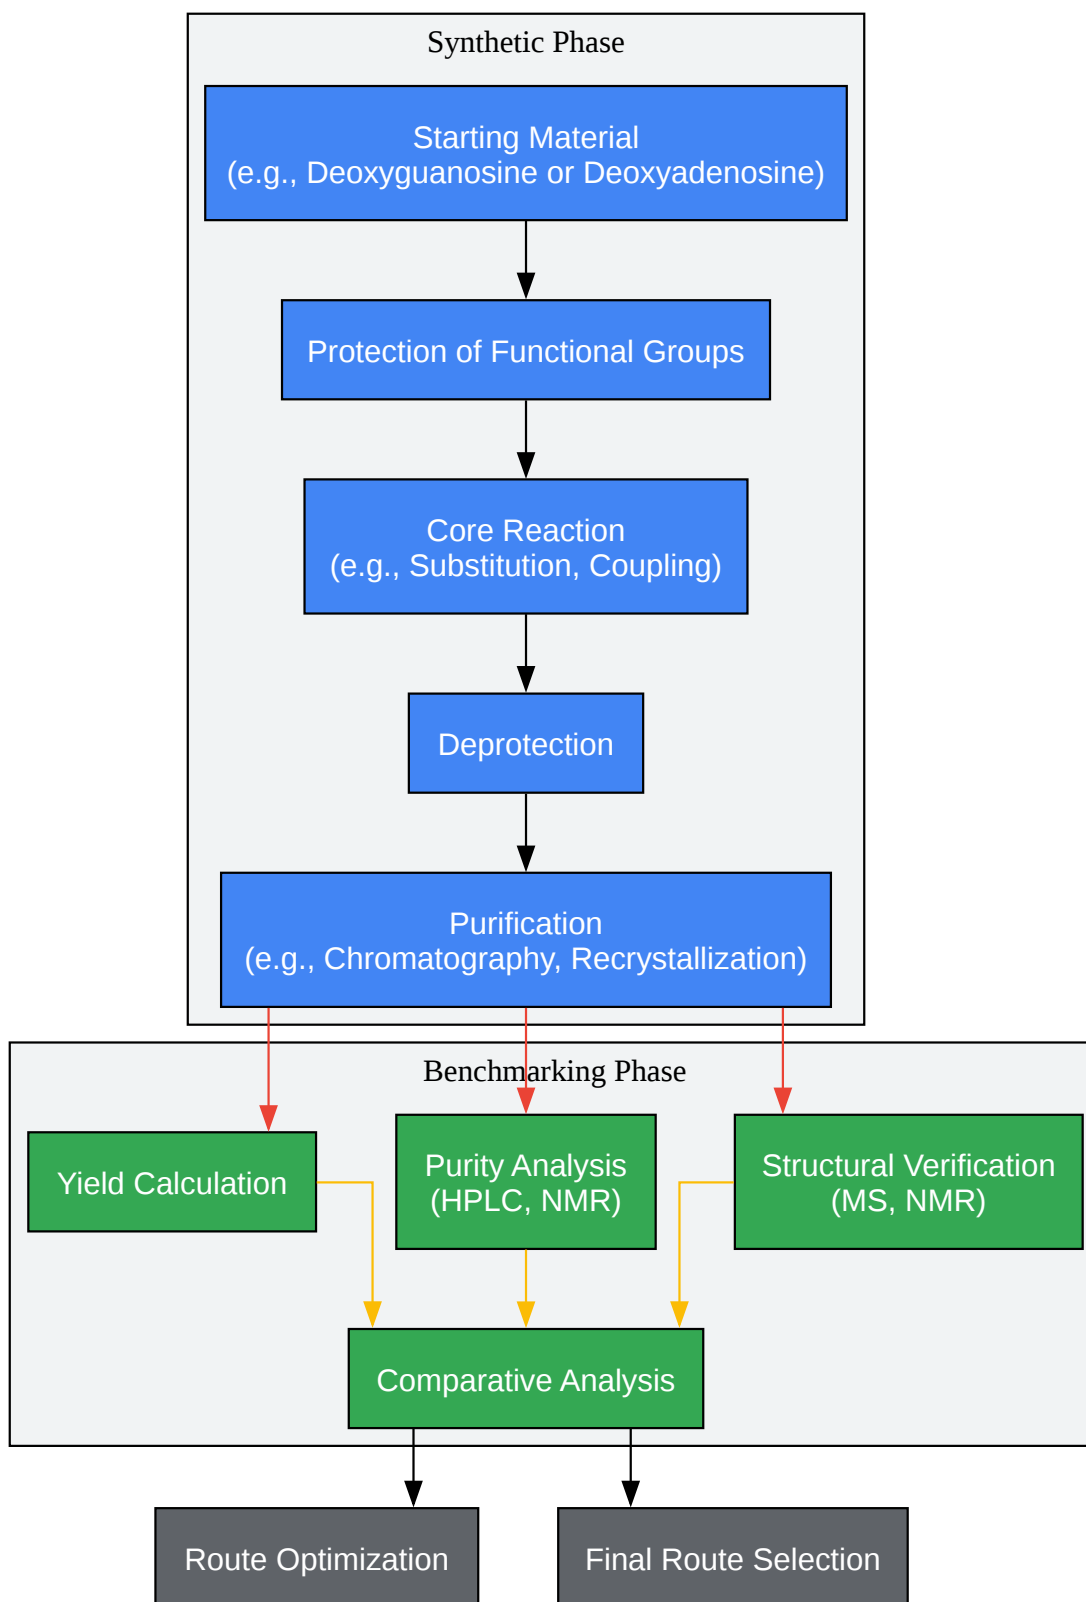 Synthetic Phase
Starting Material
(e.g., Deoxyguanosine or Deoxyadenosine)
Protection of Functional Groups
Core Reaction
(e.g., Substitution, Coupling)
Deprotection
Purification
(e.g., Chromatography, Recrystallization)
Benchmarking Phase
Yield Calculation
Purity Analysis
(HPLC, NMR)
Structural Verification
(MS, NMR)
Comparative Analysis
Route Optimization
Final Route Selection